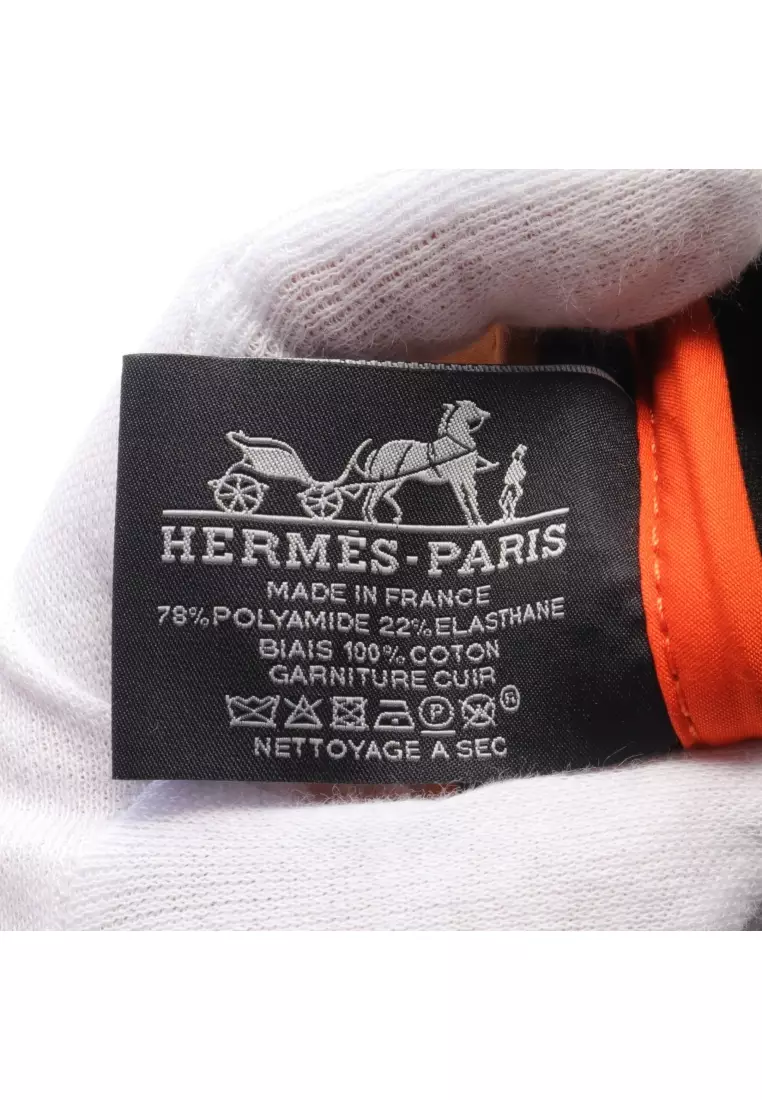 HERMÈS-PARIS
MADE IN FRANCE
78%POLYAMIDE 22%ELASTHANE
BIAIS 100%COTON
GARNITURE CUIR
P ®
NETTOYAGE A SEC